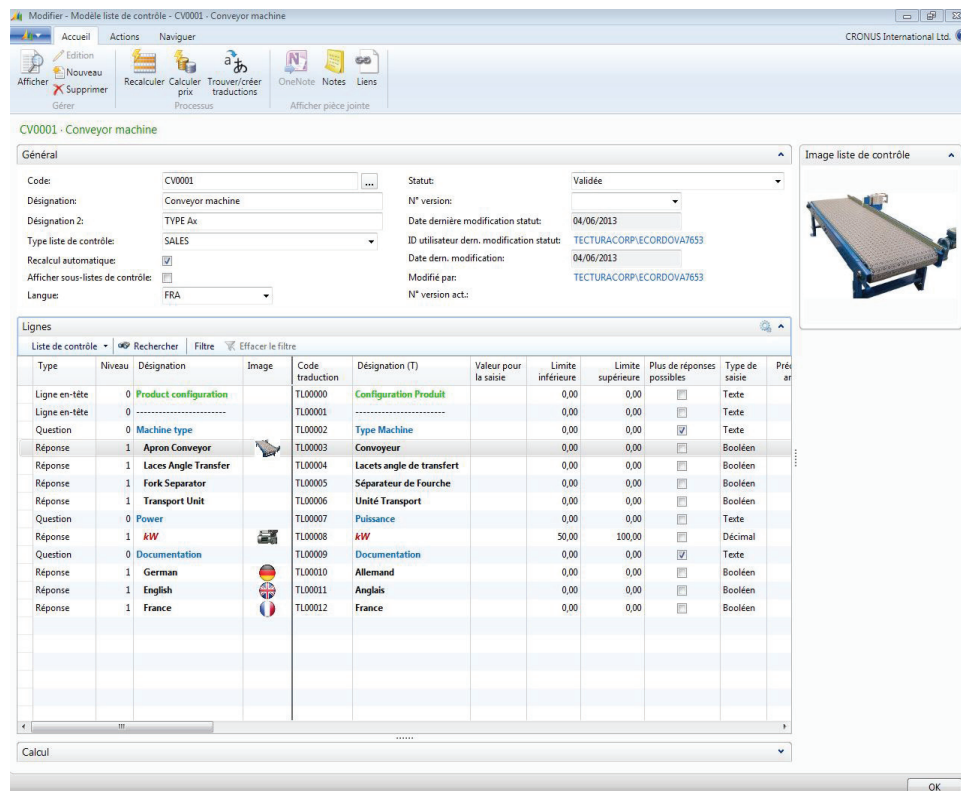 Modifier - Modèle liste de contrôle - CV0001 · Conveyor machine
Accueil Actions Naviguer
CRONUS International Ltd.
Afficher
Edition
Nouveau
Supprimer
Gérer
Recalculer
Calculer prix
Trouver/créer traductions
Processus
OneNote
Notes
Liens
Afficher pièce jointe
CV0001 · Conveyor machine
Général
Code: CV0001 ...
Désignation: Conveyor machine
Désignation 2: TYPE Ax
Type liste de contrôle: SALES
Recalcul automatique:
Afficher sous-listes de contrôle:
Langue: FRA
Statut: Validée
N° version:
Date dernière modification statut: 04/06/2013
ID utilisateur dern. modification statut: TECTURACORP\ECORDOVA7653
Date dern. modification: 04/06/2013
Modifié par: TECTURACORP\ECORDOVA7653
N° version act.:
Image liste de contrôle
Lignes
Liste de contrôle Rechercher Filtre Effacer le filtre
Type Niveau Désignation Image Code traduction Désignation (T) Valeur pour la saisie Limite inférieure Limite supérieure Plus de réponses possibles Type de saisie
Ligne en-tête 0 Product configuration TL00000 Configuration Produit 0,00 0,00 Texte
Ligne en-tête 0 ------------------------ TL00001 ------------------------ 0,00 0,00 Texte
Question 0 Machine type TL00002 Type Machine 0,00 0,00 Texte
Réponse 1 Apron Conveyor TL00003 Convoyeur 0,00 0,00 Booléen
Réponse 1 Laces Angle Transfer TL00004 Lacets angle de transfert 0,00 0,00 Booléen
Réponse 1 Fork Separator TL00005 Séparateur de Fourche 0,00 0,00 Booléen
Réponse 1 Transport Unit TL00006 Unité Transport 0,00 0,00 Booléen
Question 0 Power TL00007 Puissance 0,00 0,00 Texte
Réponse 1 kW TL00008 kW 50,00 100,00 Décimal
Question 0 Documentation TL00009 Documentation 0,00 0,00 Texte
Réponse 1 German TL00010 Allemand 0,00 0,00 Booléen
Réponse 1 English TL00011 Anglais 0,00 0,00 Booléen
Réponse 1 France TL00012 France 0,00 0,00 Booléen
Calcul
OK